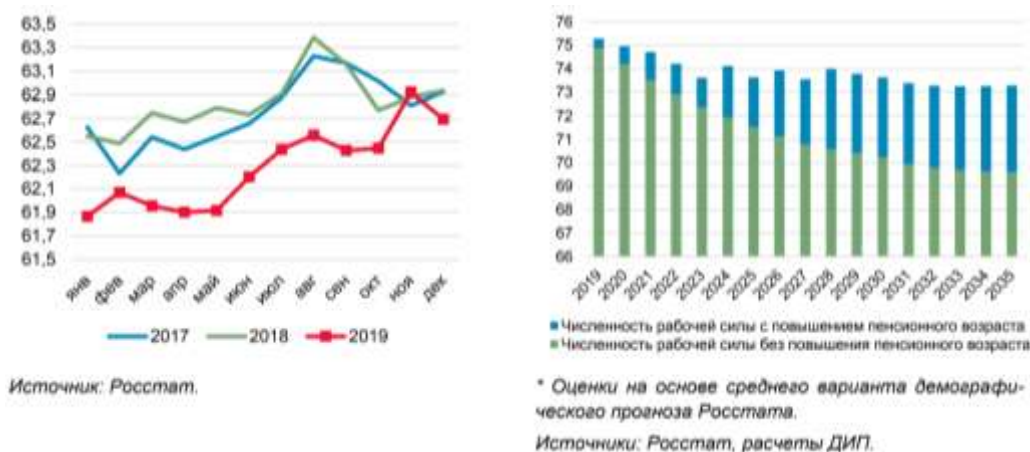 63,5
63,3
63,1
62,9
62,7
62,5
62,3
62,1
61,9
61,7
61,5
янв
фев
мар
апр
май
июн
июл
авг
сен
окт
ноя
дек
2017
2018
2019
Источник: Росстат.
76
75
74
73
72
71
70
69
68
67
66
2019
2020
2021
2022
2023
2024
2025
2026
2027
2028
2029
2030
2031
2032
2033
2034
2035
Численность рабочей силы с повышением пенсионного возраста
Численность рабочей силы без повышения пенсионного возраста
* Оценки на основе среднего варианта демографи-
ческого прогноза Росстата.
Источники: Росстат, расчеты ДИП.